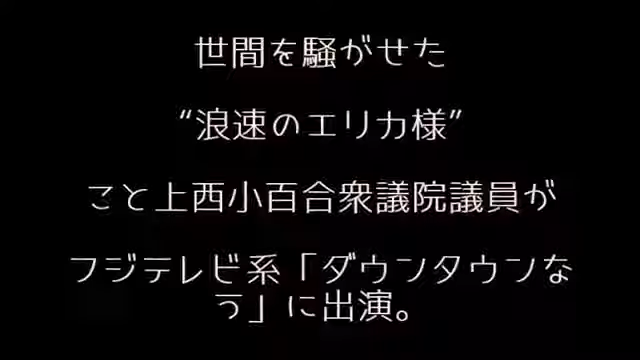 世間を騒がせた
“浪速のエリカ様”
こと上西小百合衆議院議員が
フジテレビ系「ダウンタウンな
う」に出演。